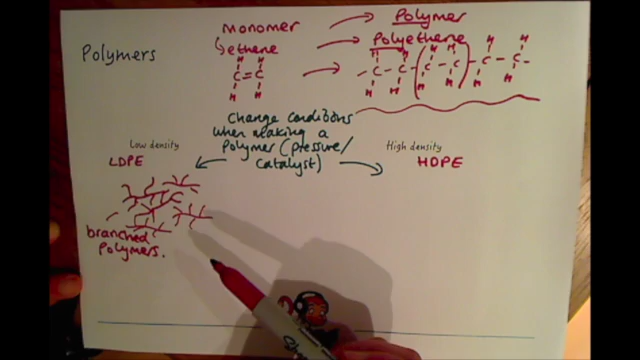 Polymers
monomer
ethene
H H
C=C
H H
Polymer
Polyethene
H H H H H H
C-C-C-C-C-C
H H H H H H
Change conditions
when making a
polymer (pressure/
catalyst)
Low density
LDPE
High density
HDPE
branched
polymers.